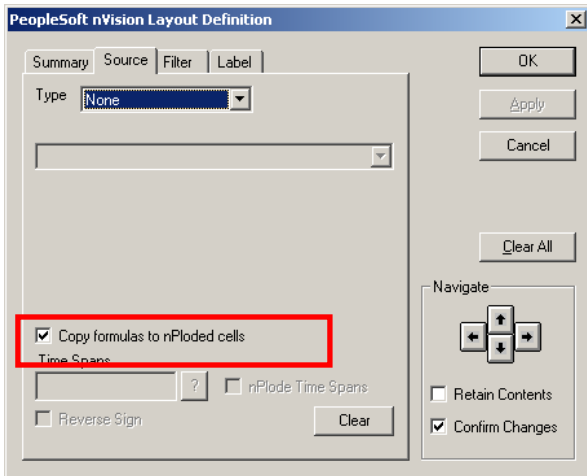 PeopleSoft nVision Layout Definition
Summary Source Filter Label
OK
Type None
Apply
Cancel
Clear All
Navigate
Copy formulas to nPloded cells
Time Spans
? nPlode Time Spans
Retain Contents
Reverse Sign Clear
Confirm Changes